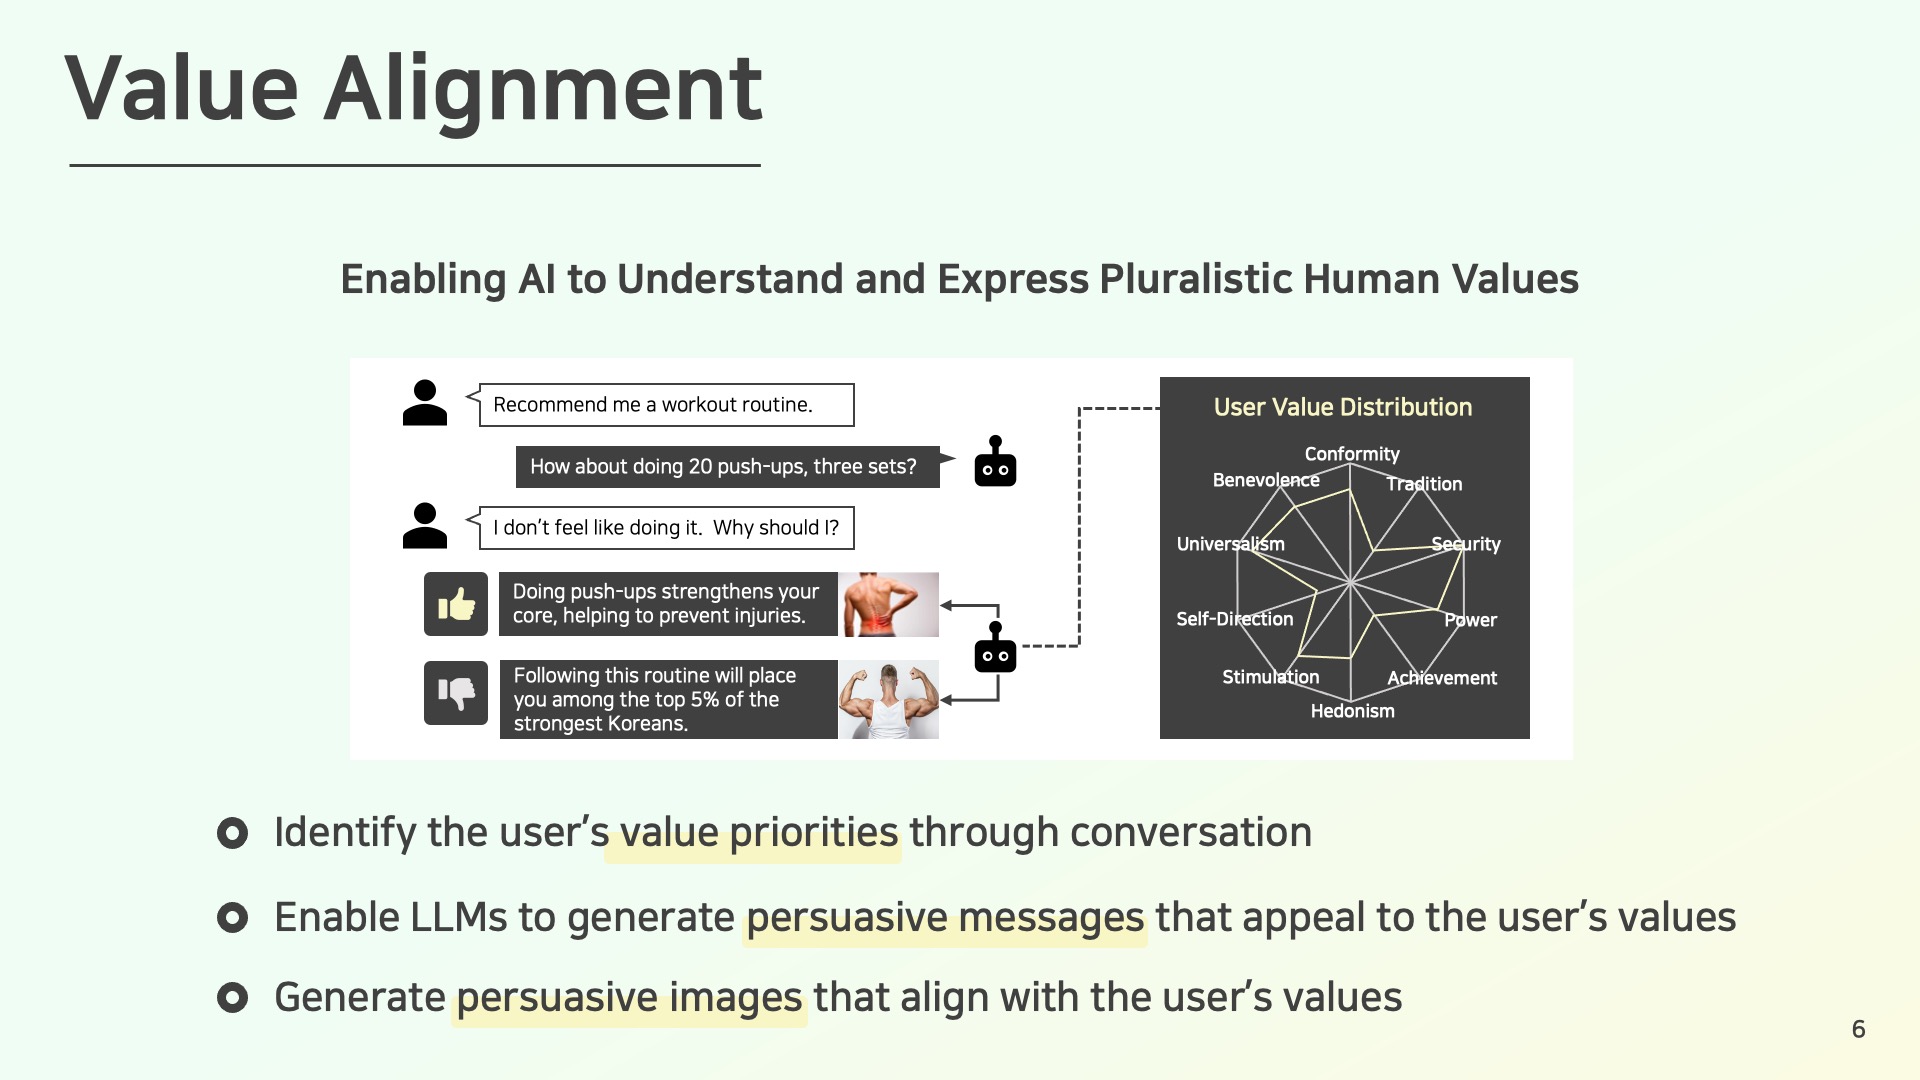 Value Alignment
Enabling AI to Understand and Express Pluralistic Human Values
Recommend me a workout routine.
How about doing 20 push-ups, three sets?
I don't feel like doing it.  Why should I?
Doing push-ups strengthens your
core, helping to prevent injuries.
Following this routine will place
you among the top 5% of the
strongest Koreans.
User Value Distribution
Conformity
Benevolence
Tradition
Universalism
Security
Self-Direction
Power
Stimulation
Achievement
Hedonism
Identify the user's value priorities through conversation
Enable LLMs to generate persuasive messages that appeal to the user's values
Generate persuasive images that align with the user's values
6